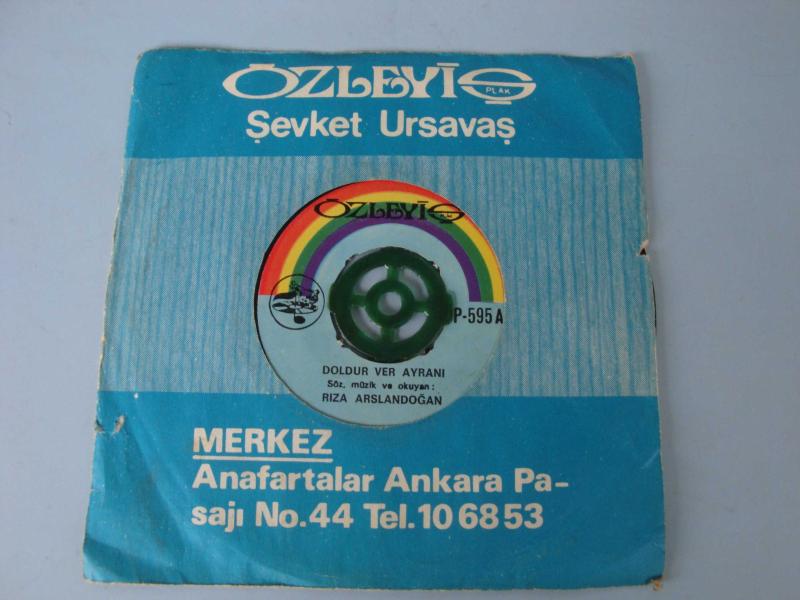 ÖZLEYİŞ
PLAK
Şevket Ursavaş
ÖZLEYİŞ
P-595 A
DOLDUR VER AYRANI
Söz, müzik ve okuyan :
RIZA ARSLANDOĞAN
MERKEZ
Anafartalar Ankara Pa-
sajı No.44 Tel.10 68 53